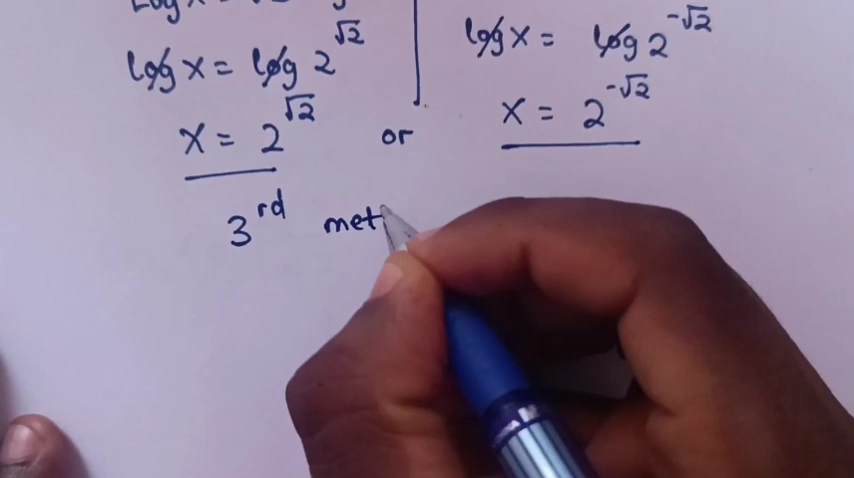 log x = log 2^√2
log x = log 2^-√2
x = 2^√2 or x = 2^-√2
3rd met